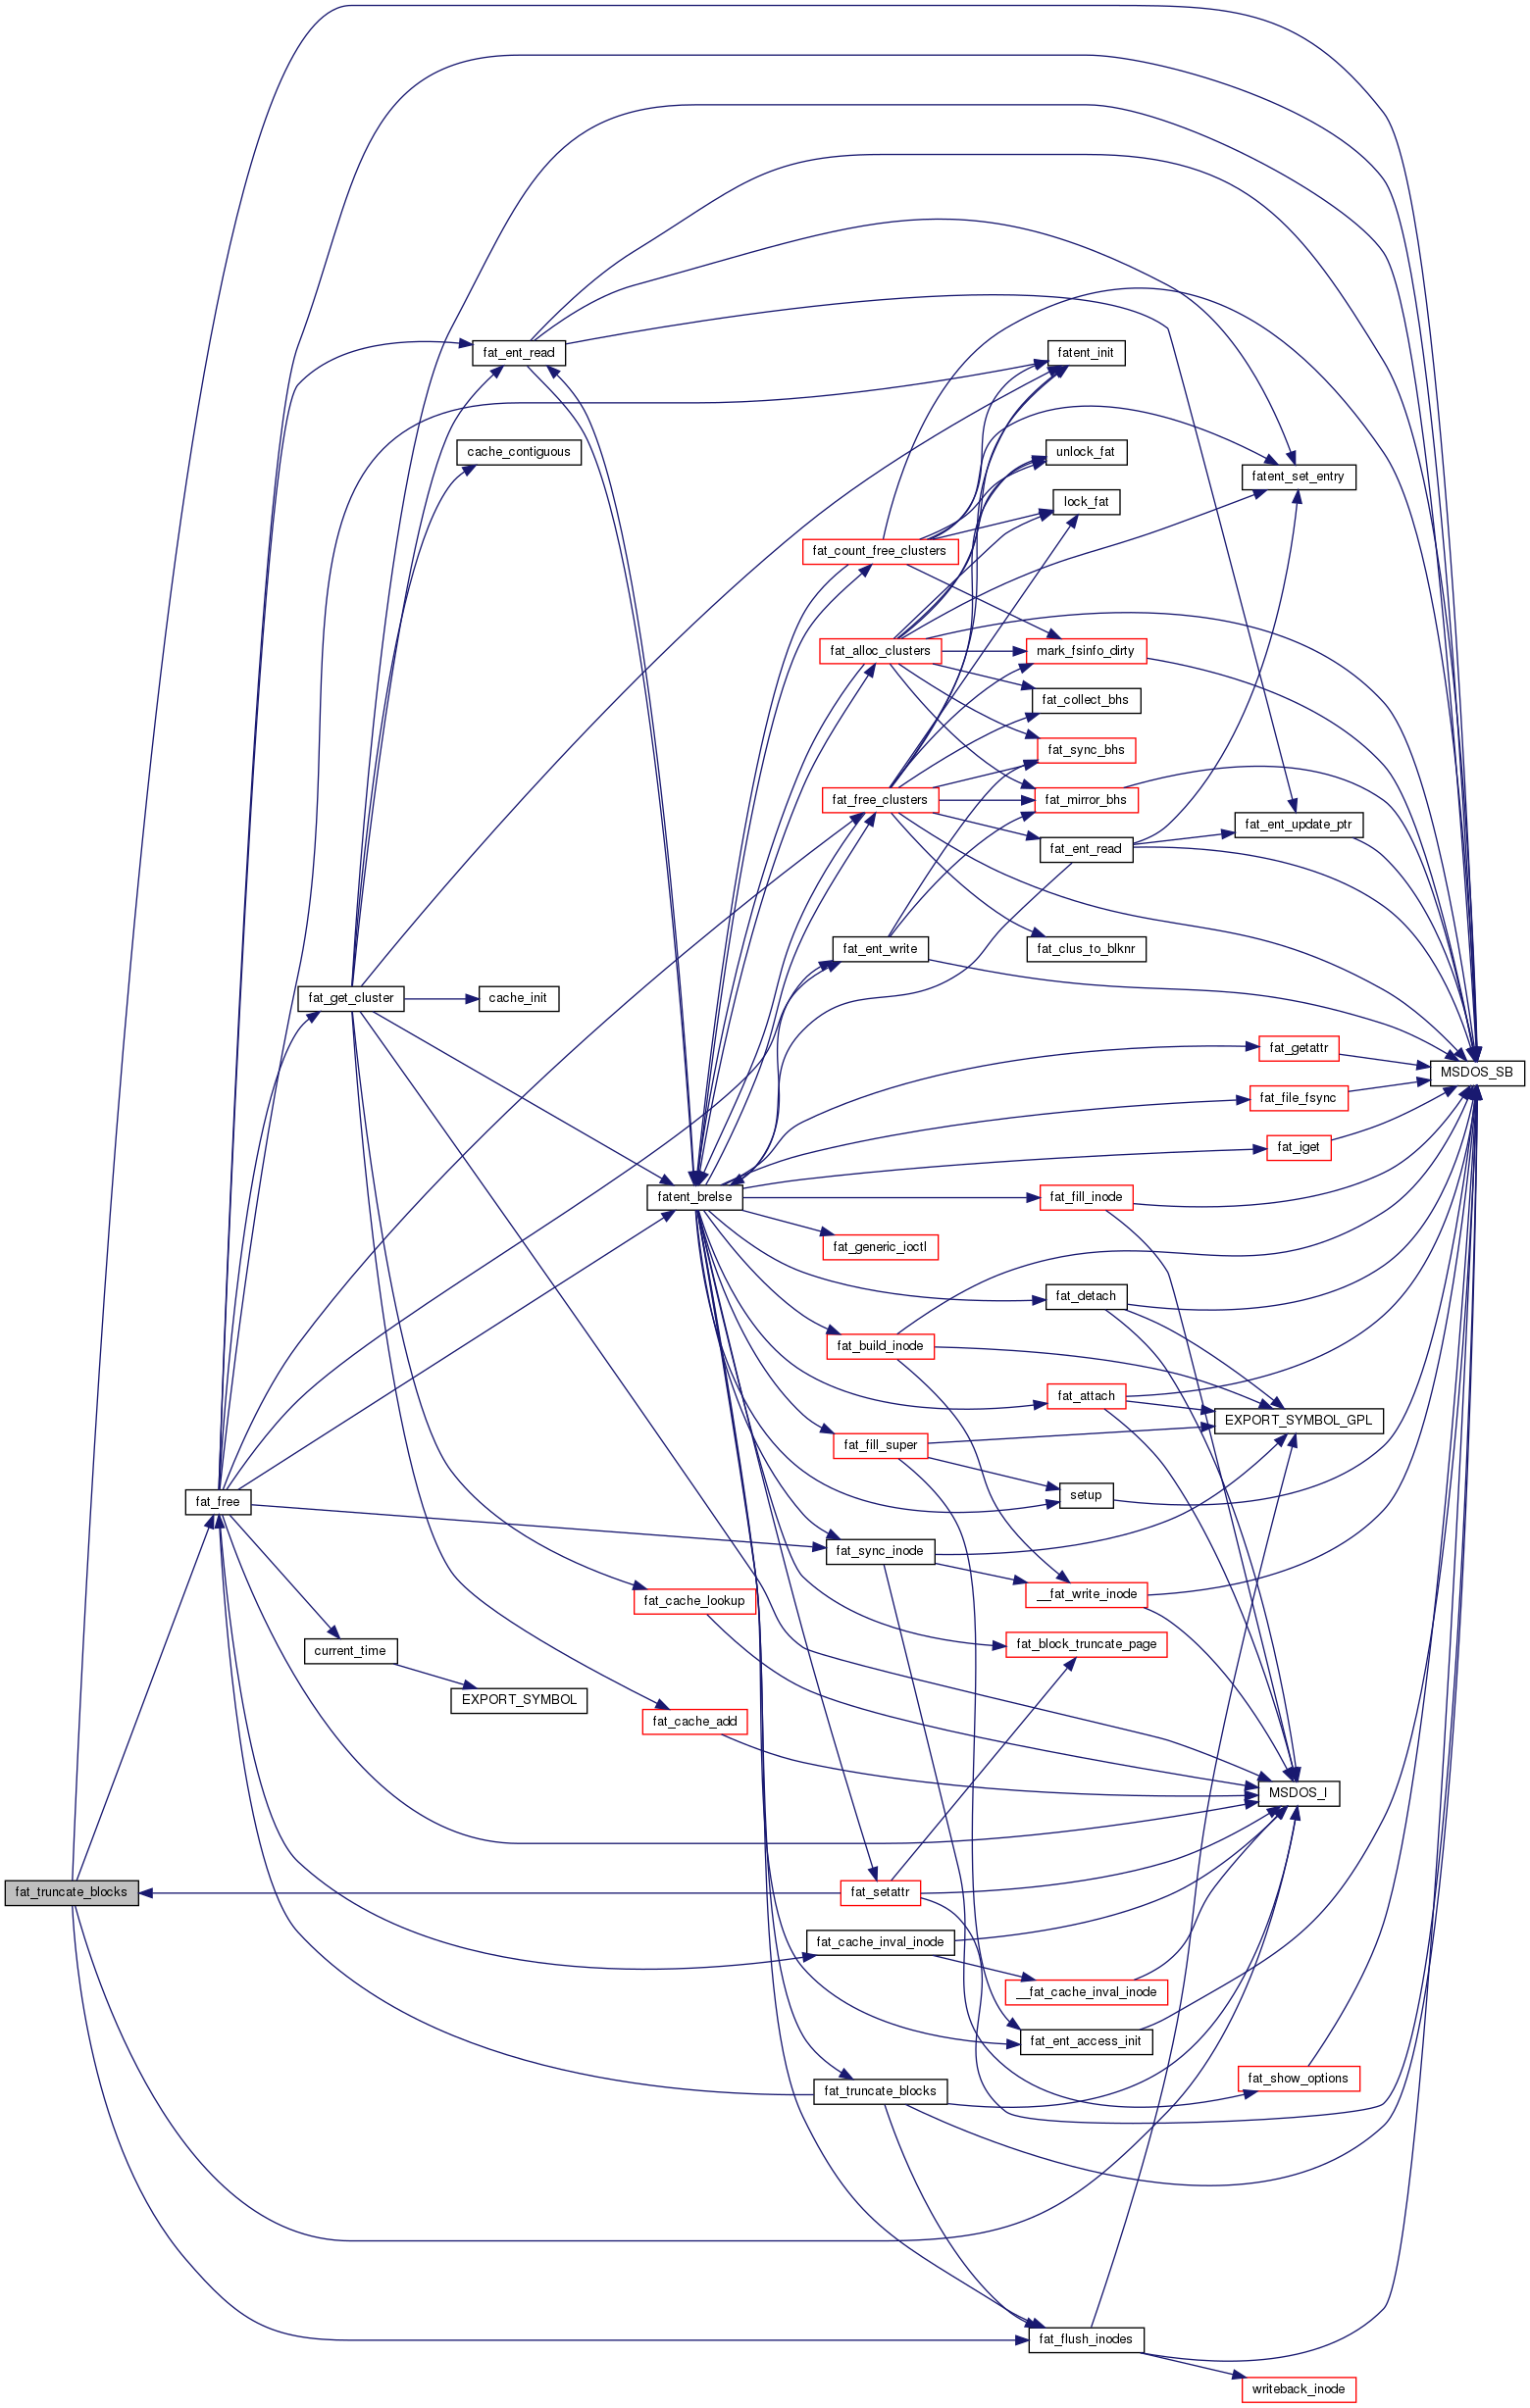 fat_ent_read
fatent_init
cache_contiguous
unlock_fat
fatent_set_entry
lock_fat
fat_count_free_clusters
fat_alloc_clusters
mark_fsinfo_dirty
fat_collect_bhs
fat_sync_bhs
fat_free_clusters
fat_mirror_bhs
fat_ent_update_ptr
fat_ent_read
fat_ent_write
fat_clus_to_blknr
fat_get_cluster
cache_init
fat_getattr
MSDOS_SB
fat_file_fsync
fat_iget
fatent_brelse
fat_fill_inode
fat_generic_ioctl
fat_detach
fat_build_inode
fat_attach
EXPORT_SYMBOL_GPL
fat_fill_super
setup
fat_free
fat_sync_inode
__fat_write_inode
fat_cache_lookup
current_time
fat_block_truncate_page
EXPORT_SYMBOL
fat_cache_add
MSDOS_I
fat_truncate_blocks
fat_setattr
fat_cache_inval_inode
__fat_cache_inval_inode
fat_ent_access_init
fat_show_options
fat_truncate_blocks
fat_flush_inodes
writeback_inode